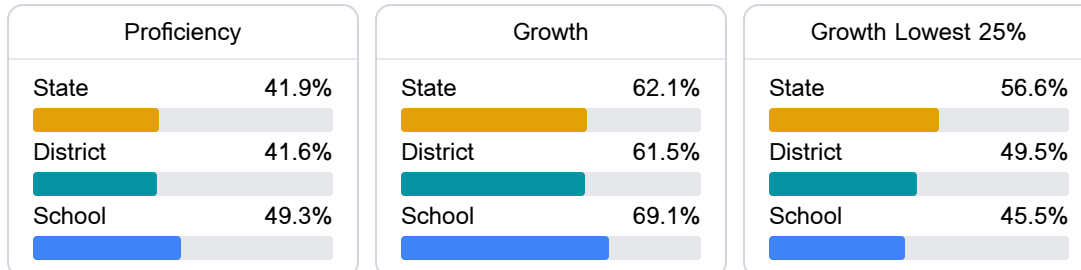 Proficiency
State 41.9%
District 41.6%
School 49.3%
Growth
State 62.1%
District 61.5%
School 69.1%
Growth Lowest 25%
State 56.6%
District 49.5%
School 45.5%